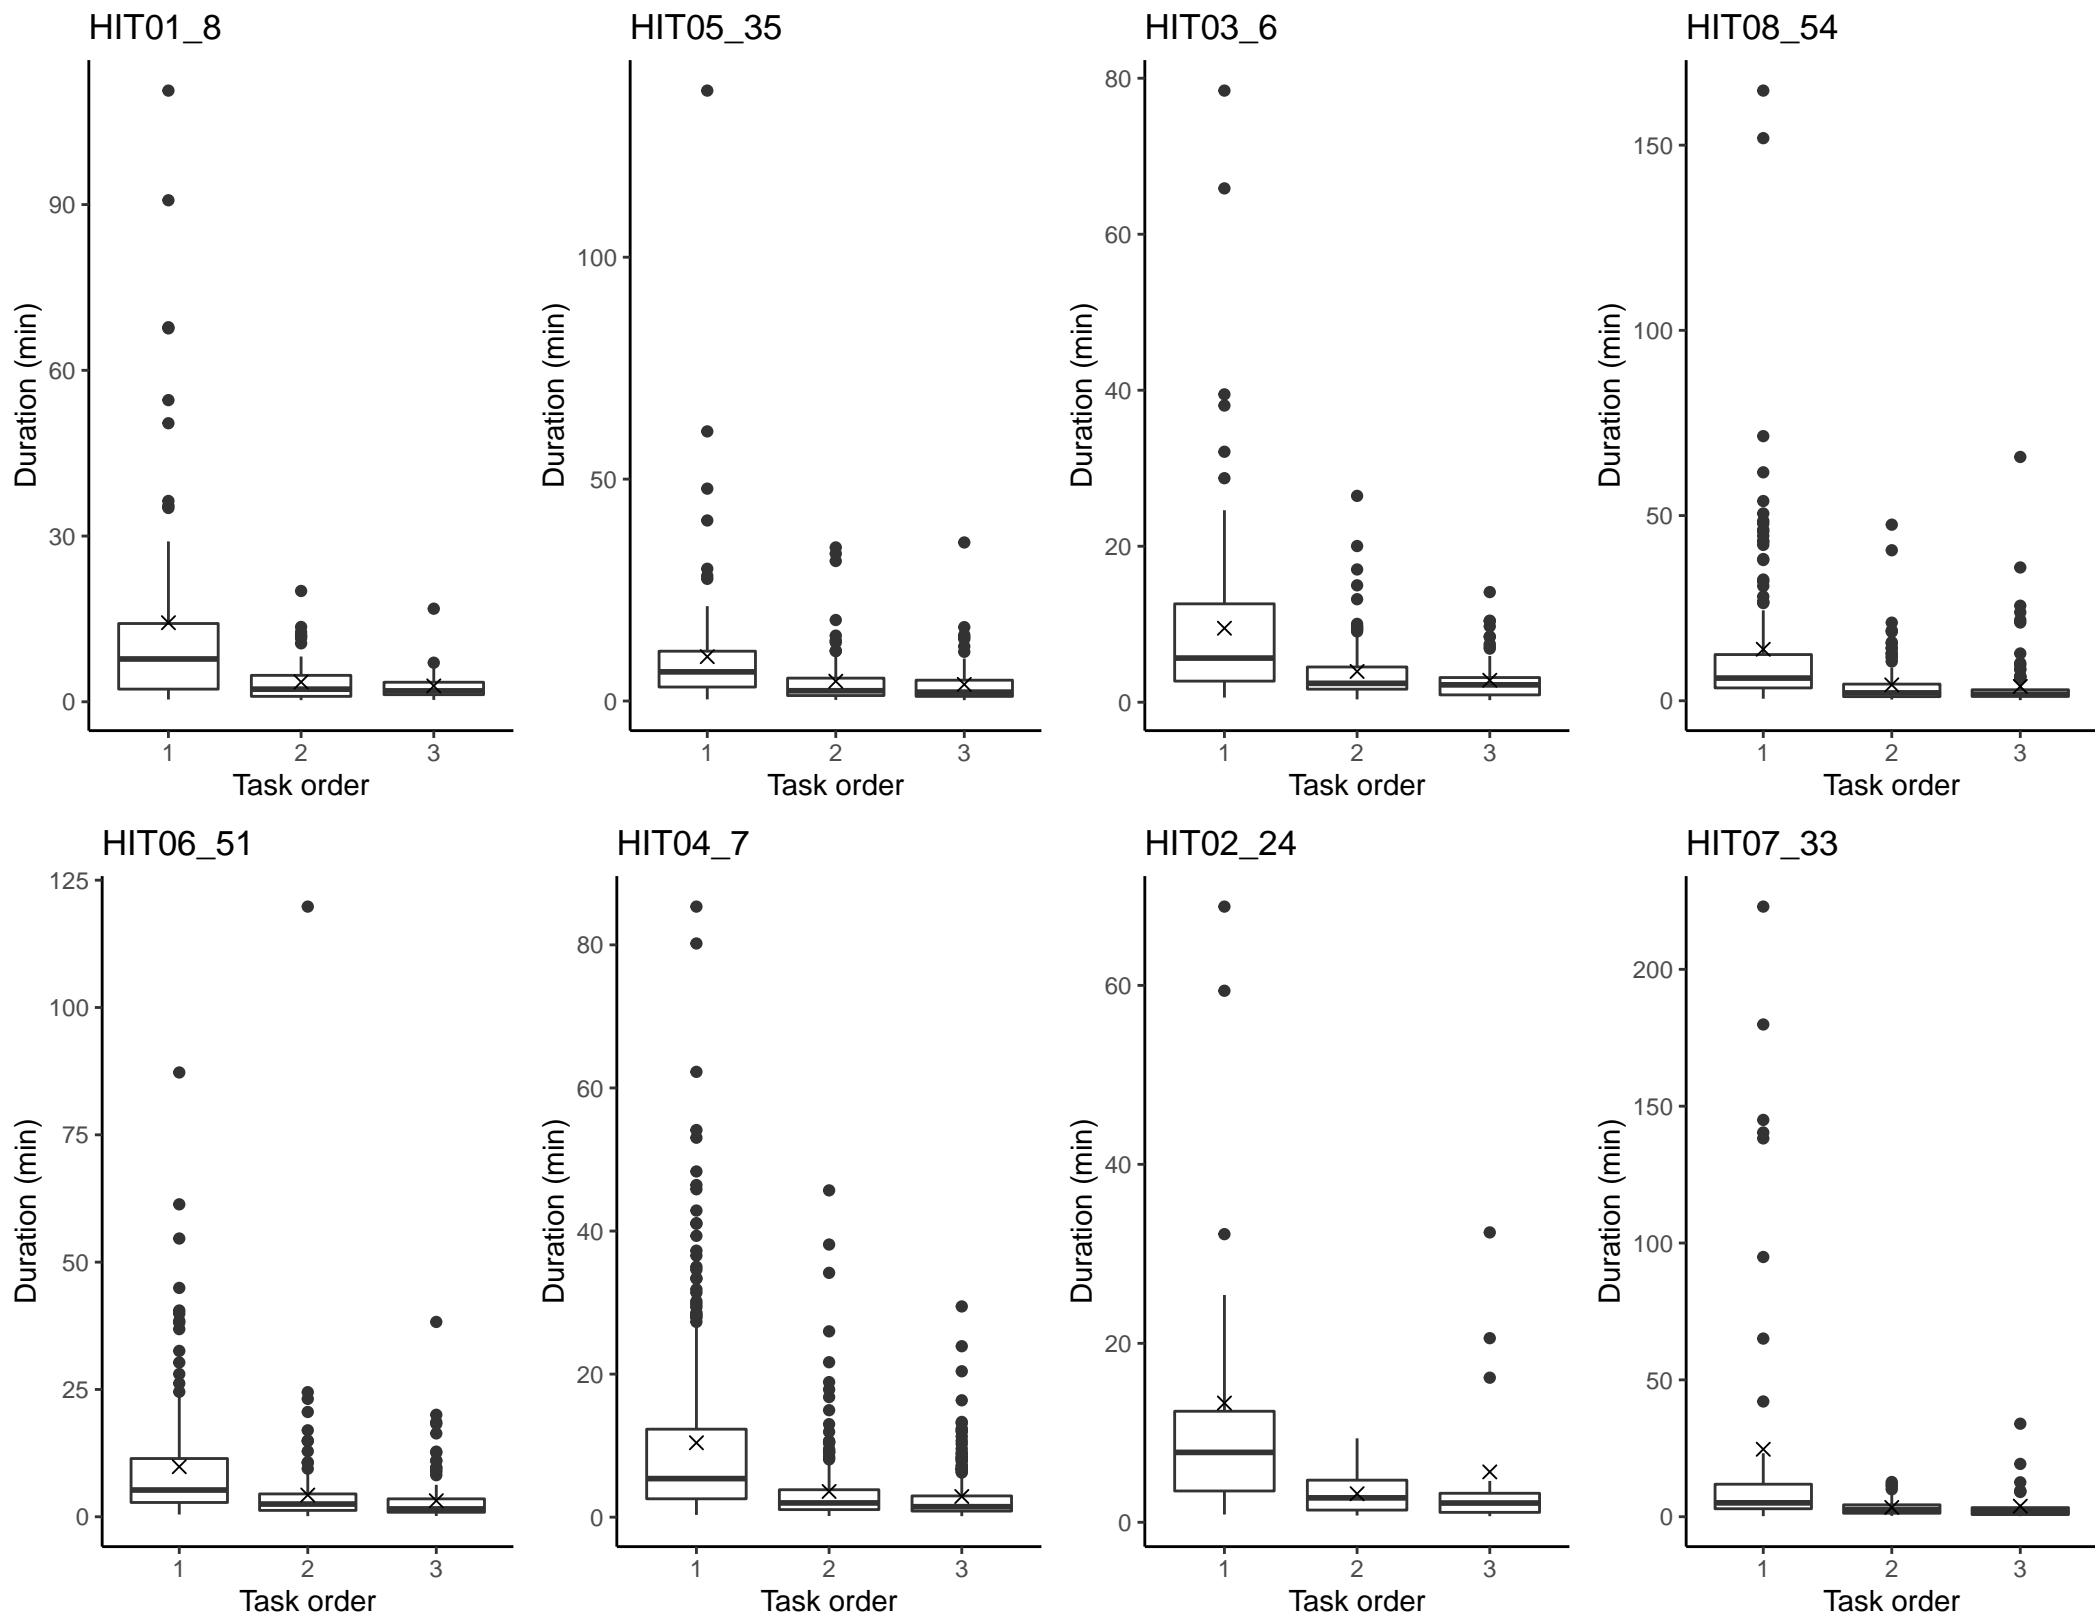 HIT01_8
HIT05_35
HIT03_6
HIT08_54
Duration (min)
90
60
30
0
1 2 3
Task order
Duration (min)
100
50
0
1 2 3
Task order
Duration (min)
80
60
40
20
0
1 2 3
Task order
Duration (min)
150
100
50
0
1 2 3
Task order
HIT06_51
HIT04_7
HIT02_24
HIT07_33
Duration (min)
125
100
75
50
25
0
1 2 3
Task order
Duration (min)
80
60
40
20
0
1 2 3
Task order
Duration (min)
60
40
20
0
1 2 3
Task order
Duration (min)
200
150
100
50
0
1 2 3
Task order